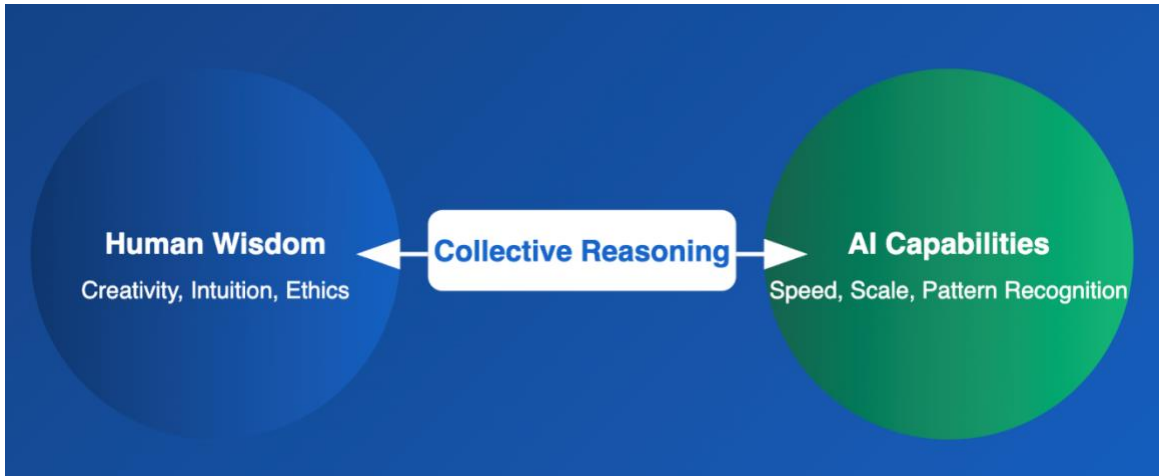 Human Wisdom
Creativity, Intuition, Ethics
Collective Reasoning
AI Capabilities
Speed, Scale, Pattern Recognition